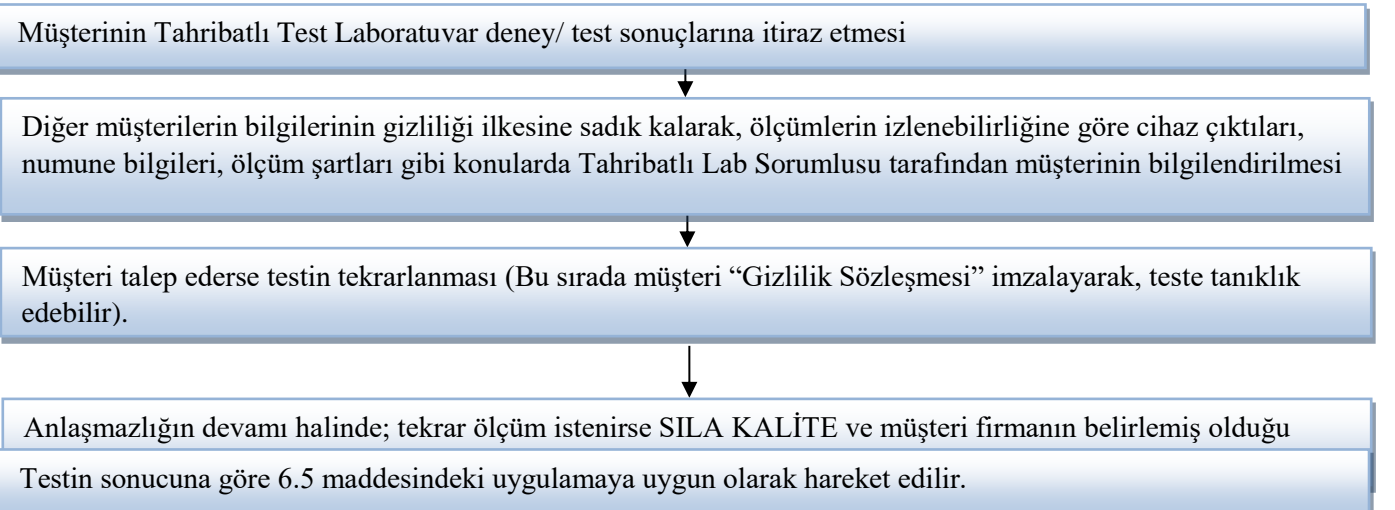 Müşterinin Tahribatlı Test Laboratuvar deney/ test sonuçlarına itiraz etmesi
Diğer müşterilerin bilgilerinin gizliliği ilkesine sadık kalarak, ölçümlerin izlenebilirliğine göre cihaz çıktıları,
numune bilgileri, ölçüm şartları gibi konularda Tahribatlı Lab Sorumlusu tarafından müşterinin bilgilendirilmesi
Müşteri talep ederse testin tekrarlanması (Bu sırada müşteri “Gizlilik Sözleşmesi” imzalayarak, teste tanıklık
edebilir).
Anlaşmazlığın devamı halinde; tekrar ölçüm istenirse SILA KALİTE ve müşteri firmanın belirlemiş olduğu
Testin sonucuna göre 6.5 maddesindeki uygulamaya uygun olarak hareket edilir.